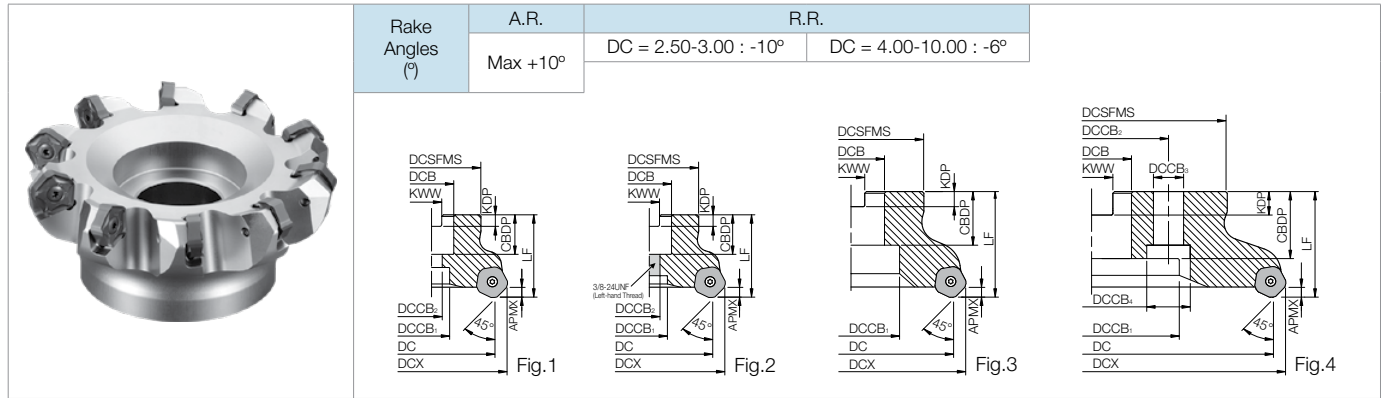 Rake
Angles
(º)
A.R.
R.R.
Max +10º
DC = 2.50-3.00 : -10º
DC = 4.00-10.00 : -6º
DCSFMS
DCB
KWW
KDP
CBDP
LF
APMX
DCCB₂
DCCB₁
45°
DC
DCX
Fig.1
DCSFMS
DCB
KWW
KDP
CBDP
LF
3/8-24UNF
(Left-hand Thread)
APMX
DCCB₂
DCCB₁
45°
DC
DCX
Fig.2
DCSFMS
DCB
KWW
KDP
CBDP
LF
APMX
DCCB₁
45°
DC
DCX
Fig.3
DCSFMS
DCCB₂
DCB
DCCB₃
KWW
KDP
CBDP
LF
APMX
DCCB₄
DCCB₁
45°
DC
DCX
Fig.4